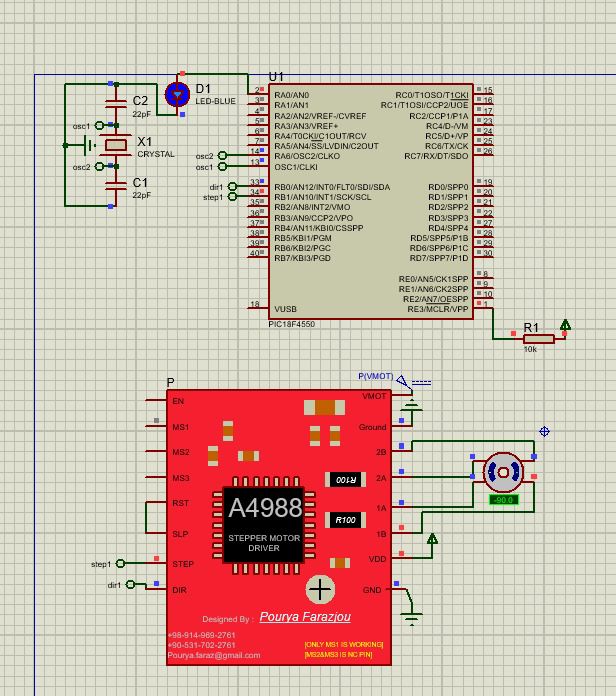 U1
D1
LED-BLUE
C2
22pF
osc1
X1
CRYSTAL
osc2
C1
22pF
osc2
osc1
dir1
step1
2 RA0/AN0
3 RA1/AN1
4 RA2/AN2/VREF-/CVREF
5 RA3/AN3/VREF+
6 RA4/T0CKI/C1OUT/RCV
7 RA5/AN4/SS/LVDIN/C2OUT
14 RA6/OSC2/CLKO
13 OSC1/CLKI
33 RB0/AN12/INT0/FLT0/SDI/SDA
34 RB1/AN10/INT1/SCK/SCL
35 RB2/AN8/INT2/VMO
36 RB3/AN9/CCP2/VPO
37 RB4/AN11/KBI0/CSSPP
38 RB5/KBI1/PGM
39 RB6/KBI2/PGC
40 RB7/KBI3/PGD
18 VUSB
RC0/T1OSO/T1CKI 15
RC1/T1OSI/CCP2/UOE 16
RC2/CCP1/P1A 17
RC4/D-/VM 23
RC5/D+/VP 24
RC6/TX/CK 25
RC7/RX/DT/SDO 26
RD0/SPP0 19
RD1/SPP1 20
RD2/SPP2 21
RD3/SPP3 22
RD4/SPP4 27
RD5/SPP5/P1B 28
RD6/SPP6/P1C 29
RD7/SPP7/P1D 30
RE0/AN5/CK1SPP 8
RE1/AN6/CK2SPP 9
RE2/AN7/OESPP 10
RE3/MCLR/VPP 1
PIC18F4550
R1
10k
P
P(VMOT)
EN
MS1
MS2
MS3
RST
SLP
STEP
DIR
step1
dir1
VMOT
Ground
2B
2A
1A
1B
VDD
GND
R100
R100
A4988
STEPPER MOTOR
DRIVER
-90.0
Designed By : Pourya Farazjou
+98-914-969-2761
+90-531-702-2761
Pourya.faraz@gmail.com
[ONLY MS1 IS WORKING]
[MS2&MS3 IS NC PIN]